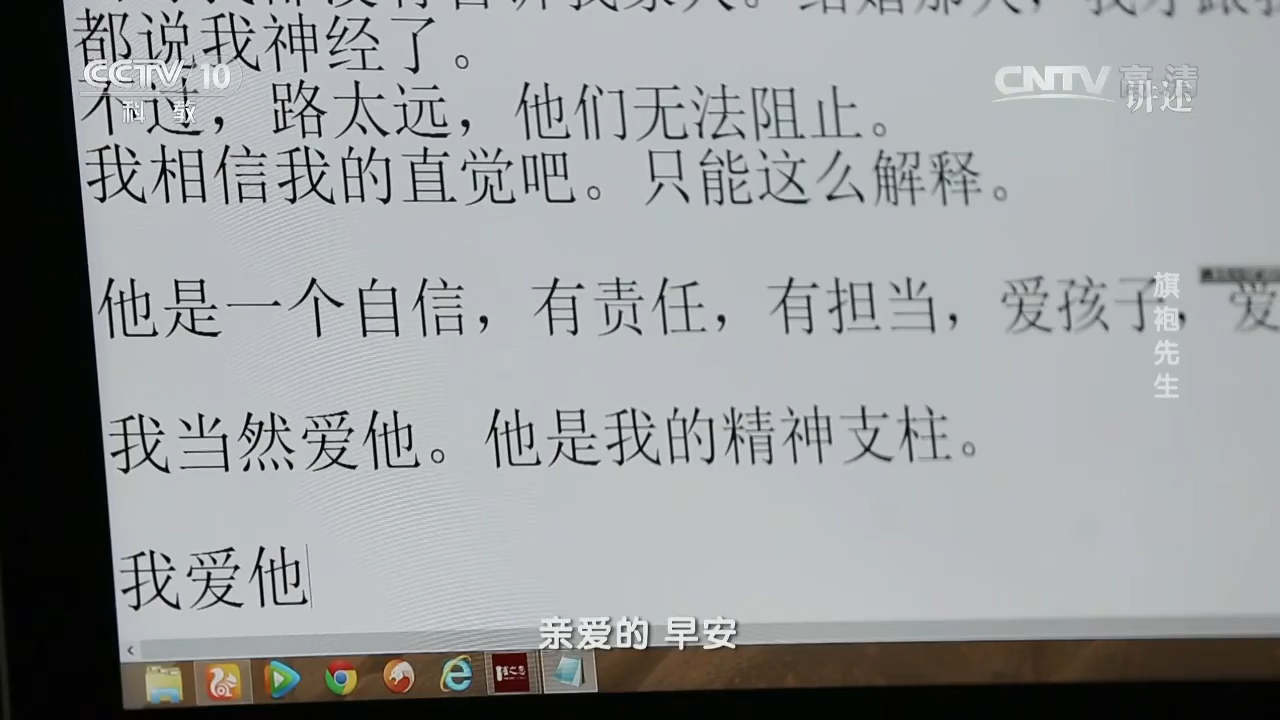 都说我神经了。
CCTV 10
科教
CNTV 高清
讲述
不过，路太远，他们无法阻止。
我相信我的直觉吧。只能这么解释。
他是一个自信，有责任，有担当，爱孩子，爱
旗袍先生
我当然爱他。他是我的精神支柱。
我爱他
亲爱的 早安